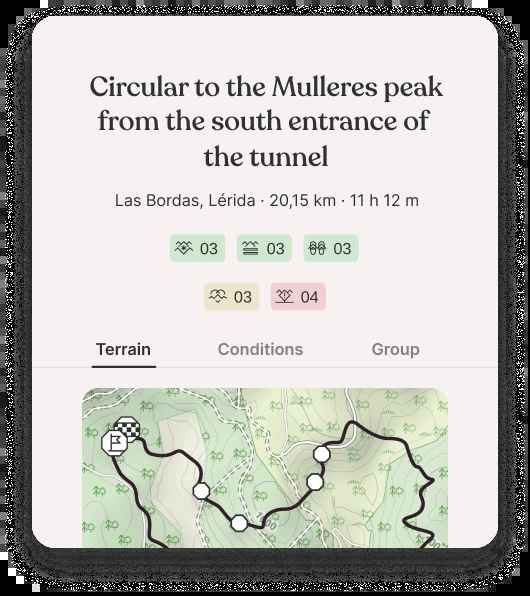 Circular to the Mulleres peak
from the south entrance of
the tunnel
Las Bordas, Lérida · 20,15 km · 11 h 12 m
03 03 03
03 04
Terrain Conditions Group